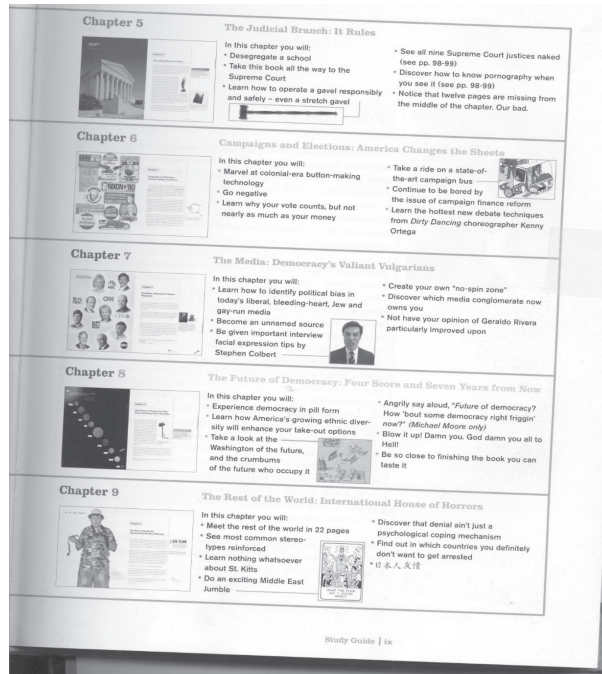 Chapter 5
The Judicial Branch: It Rules
In this chapter you will:
• Desegregate a school
• Take this book all the way to the
Supreme Court
• Learn how to operate a gavel responsibly
and safely – even a stretch gavel
• See all nine Supreme Court justices naked
(see pp. 98-99)
• Discover how to know pornography when
you see it (see pp. 98-99)
• Notice that twelve pages are missing from
the middle of the chapter. Our bad.
Chapter 6
Campaigns and Elections: America Changes the Sheets
In this chapter you will:
• Marvel at colonial-era button-making
technology
• Go negative
• Learn why your vote counts, but not
nearly as much as your money
• Take a ride on a state-of-
the-art campaign bus
• Continue to be bored by
the issue of campaign finance reform
• Learn the hottest new debate techniques
from Dirty Dancing choreographer Kenny
Ortega
NIXON '80
Chapter 7
The Media: Democracy's Valiant Vulgarians
In this chapter you will:
• Learn how to identify political bias in
today's liberal, bleeding-heart, Jew and
gay-run media
• Become an unnamed source
• Be given important interview
facial expression tips by
Stephen Colbert
• Create your own "no-spin zone"
• Discover which media conglomerate now
owns you
• Not have your opinion of Geraldo Rivera
particularly improved upon
Chapter 8
The Future of Democracy: Four Score and Seven Years from Now
In this chapter you will:
• Experience democracy in pill form
• Learn how America's growing ethnic diver-
sity will enhance your take-out options
• Take a look at the
Washington of the future,
and the crumbums
of the future who occupy it
• Angrily say aloud, "Future of democracy?
How 'bout some democracy right friggin'
now?" (Michael Moore only)
• Blow it up! Damn you. God damn you all to
Hell!
• Be so close to finishing the book you can
taste it
Chapter 9
The Rest of the World: International House of Horrors
In this chapter you will:
• Meet the rest of the world in 22 pages
• See most common stereo-
types reinforced
• Learn nothing whatsoever
about St. Kitts
• Do an exciting Middle East
Jumble
• Discover that denial ain't just a
psychological coping mechanism
• Find out in which countries you definitely
don't want to get arrested
• 日本人友情
Study Guide | ix